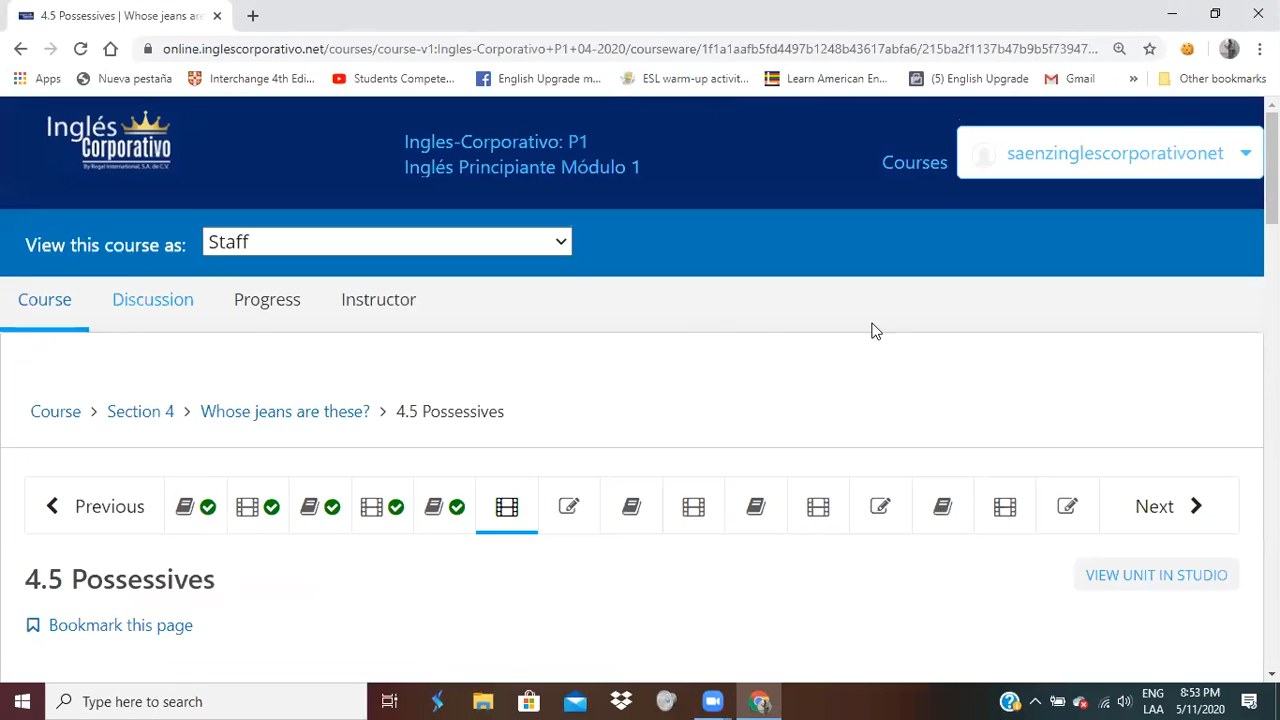 4.5 Possessives | Whose jeans are
online.inglescorporativo.net/courses/course-v1:Ingles-Corporativo+P1+04-2020/courseware/1f1a1aafb5fd4497b1248b43617abfa6/215ba2f1137b47b9b5f73947...
Apps
Nueva pestaña
Interchange 4th Edi...
Students Compete...
English Upgrade m...
ESL warm-up activit...
Learn American En...
(5) English Upgrade
Gmail
»
Other bookmarks
Inglés
Corporativo
By Regal International, S.A. de C.V.
Ingles-Corporativo: P1
Inglés Principiante Módulo 1
Courses
saenzinglescorporativonet
View this course as:
Staff
Course
Discussion
Progress
Instructor
Course > Section 4 > Whose jeans are these? > 4.5 Possessives
Previous
Next
4.5 Possessives
VIEW UNIT IN STUDIO
Bookmark this page
Type here to search
ENG
LAA
8:53 PM
5/11/2020